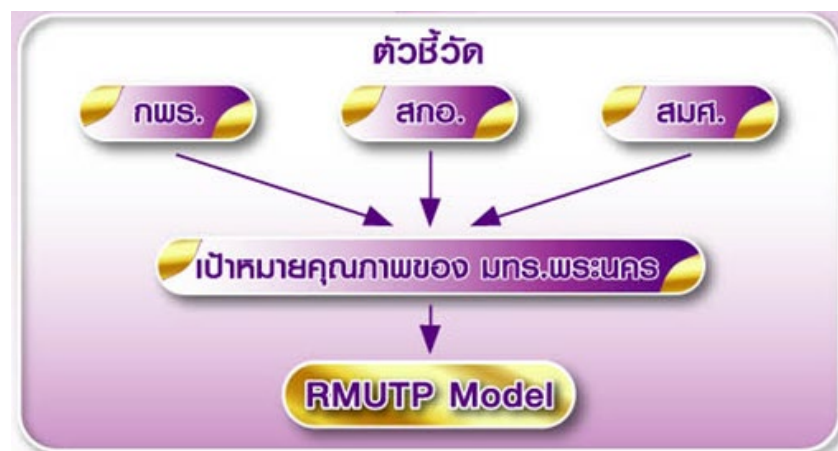 ตัวชี้วัด
กพร. สกอ. สมศ.
เป้าหมายคุณภาพของ มทร.พระนคร
RMUTP Model